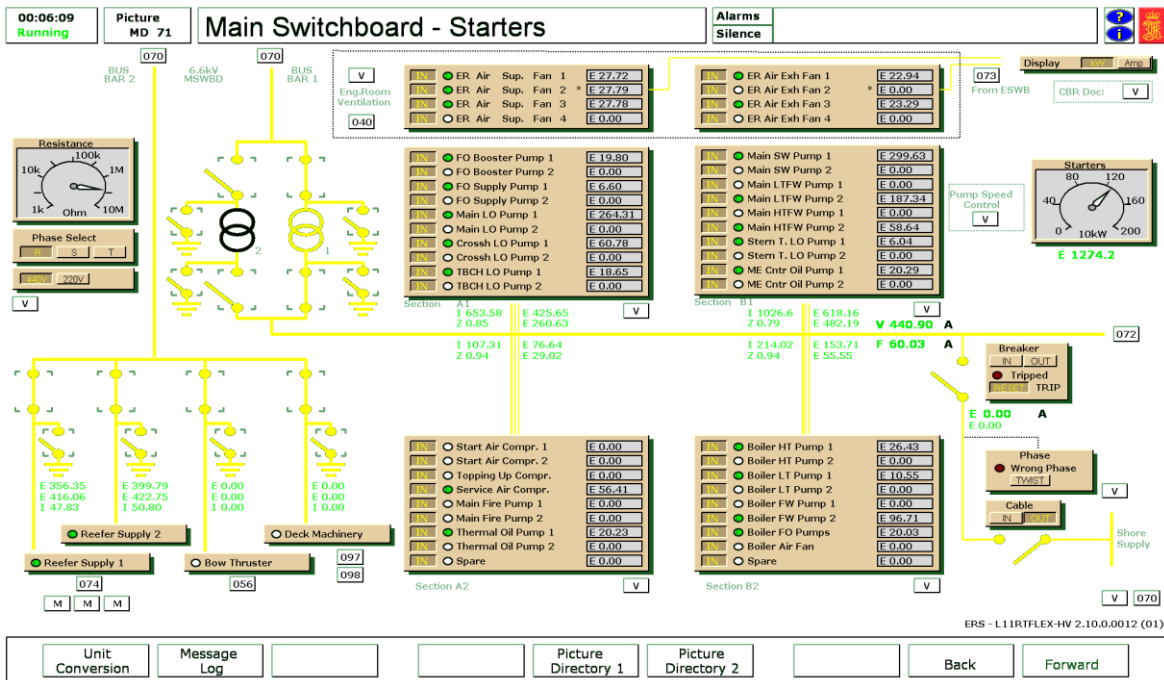 00:06:09
Running
Picture
MD 71
Main Switchboard - Starters
Alarms
Silence
?
i
070
070
BUS
BAR 2
6.6kV
MSWBD
BUS
BAR 1
V
Eng.Room
Ventilation
040
IN ER Air Sup. Fan 1 E 27.72
IN ER Air Sup. Fan 2 * E 27.79
IN ER Air Sup. Fan 3 E 27.78
IN ER Air Sup. Fan 4 E 0.00
IN ER Air Exh Fan 1 E 22.94
IN ER Air Exh Fan 2 * E 0.00
IN ER Air Exh Fan 3 E 23.29
IN ER Air Exh Fan 4 E 0.00
073
From ESWB
Display kW Amp
CBR Doc: V
Resistance
10k 100k 1M
1k Ohm 10M
Phase Select
R S T
440V 220V
V
2
1
IN FO Booster Pump 1 E 19.80
IN FO Booster Pump 2 E 0.00
IN FO Supply Pump 1 E 6.60
IN FO Supply Pump 2 E 0.00
IN Main LO Pump 1 E 264.31
IN Main LO Pump 2 E 0.00
IN Crossh LO Pump 1 E 60.78
IN Crossh LO Pump 2 E 0.00
IN TBCH LO Pump 1 E 18.65
IN TBCH LO Pump 2 E 0.00
Section A1
V
IN Main SW Pump 1 E 299.63
IN Main SW Pump 2 E 0.00
IN Main LTFW Pump 1 E 0.00
IN Main LTFW Pump 2 E 187.34
IN Main HTFW Pump 1 E 0.00
IN Main HTFW Pump 2 E 58.64
IN Stern T. LO Pump 1 E 6.04
IN Stern T. LO Pump 2 E 0.00
IN ME Cntr Oil Pump 1 E 20.29
IN ME Cntr Oil Pump 2 E 0.00
Section B1
V
Pump Speed
Control
V
Starters
40 80 120 160
0 10kW 200
E 1274.2
I 653.58 E 425.65
Z 0.85 E 260.63
I 107.31 E 76.64
Z 0.94 E 29.02
I 1026.6 E 618.16
Z 0.79 E 482.19
I 214.02 E 153.71
Z 0.94 E 55.55
V 440.90 A
F 60.03 A
072
Breaker
IN OUT
Tripped
RESET TRIP
E 0.00 A
E 0.00
Phase
Wrong Phase
TWIST
V
Cable
IN OUT
Shore
Supply
V 070
E 356.35
E 416.06
I 47.83
E 399.79
E 422.75
I 50.80
E 0.00
E 0.00
I 0.00
E 0.00
E 0.00
I 0.00
Reefer Supply 2
Deck Machinery
Reefer Supply 1
Bow Thruster
097
098
074
056
M M M
IN Start Air Compr. 1 E 0.00
IN Start Air Compr. 2 E 0.00
IN Topping Up Compr. E 0.00
IN Service Air Compr. E 56.41
IN Main Fire Pump 1 E 0.00
IN Main Fire Pump 2 E 0.00
IN Thermal Oil Pump 1 E 20.23
IN Thermal Oil Pump 2 E 0.00
IN Spare E 0.00
Section A2
V
IN Boiler HT Pump 1 E 26.43
IN Boiler HT Pump 2 E 0.00
IN Boiler LT Pump 1 E 10.55
IN Boiler LT Pump 2 E 0.00
IN Boiler FW Pump 1 E 0.00
IN Boiler FW Pump 2 E 96.71
IN Boiler FO Pumps E 20.03
IN Boiler Air Fan E 0.00
IN Spare E 0.00
Section B2
V
ERS - L11RTFLEX-HV 2.10.0.0012 (01)
Unit
Conversion
Message
Log
Picture
Directory 1
Picture
Directory 2
Back
Forward